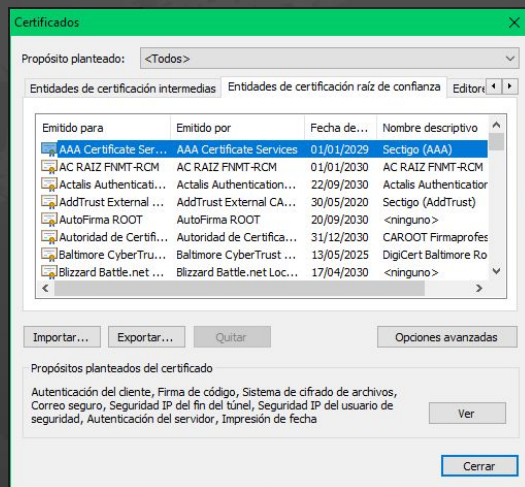 Certificados
Propósito planteado: <Todos>
Entidades de certificación intermedias Entidades de certificación raíz de confianza Editore
Emitido para Emitido por Fecha de... Nombre descriptivo
AAA Certificate Ser... AAA Certificate Services 01/01/2029 Sectigo (AAA)
AC RAIZ FNMT-RCM AC RAIZ FNMT-RCM 01/01/2030 AC RAIZ FNMT-RCM
Actalis Authenticati... Actalis Authentication... 22/09/2030 Actalis Authentication
AddTrust External ... AddTrust External CA... 30/05/2020 Sectigo (AddTrust)
AutoFirma ROOT AutoFirma ROOT 20/09/2030 <ninguno>
Autoridad de Certifi... Autoridad de Certifica... 31/12/2030 CAROOT Firmaprofes
Baltimore CyberTru... Baltimore CyberTrust ... 13/05/2025 DigiCert Baltimore Ro
Blizzard Battle.net ... Blizzard Battle.net Loc... 17/04/2030 <ninguno>
Importar... Exportar... Quitar Opciones avanzadas
Propósitos planteados del certificado
Autenticación del cliente, Firma de código, Sistema de cifrado de archivos,
Correo seguro, Seguridad IP del fin del túnel, Seguridad IP del usuario de
seguridad, Autenticación del servidor, Impresión de fecha
Ver
Cerrar